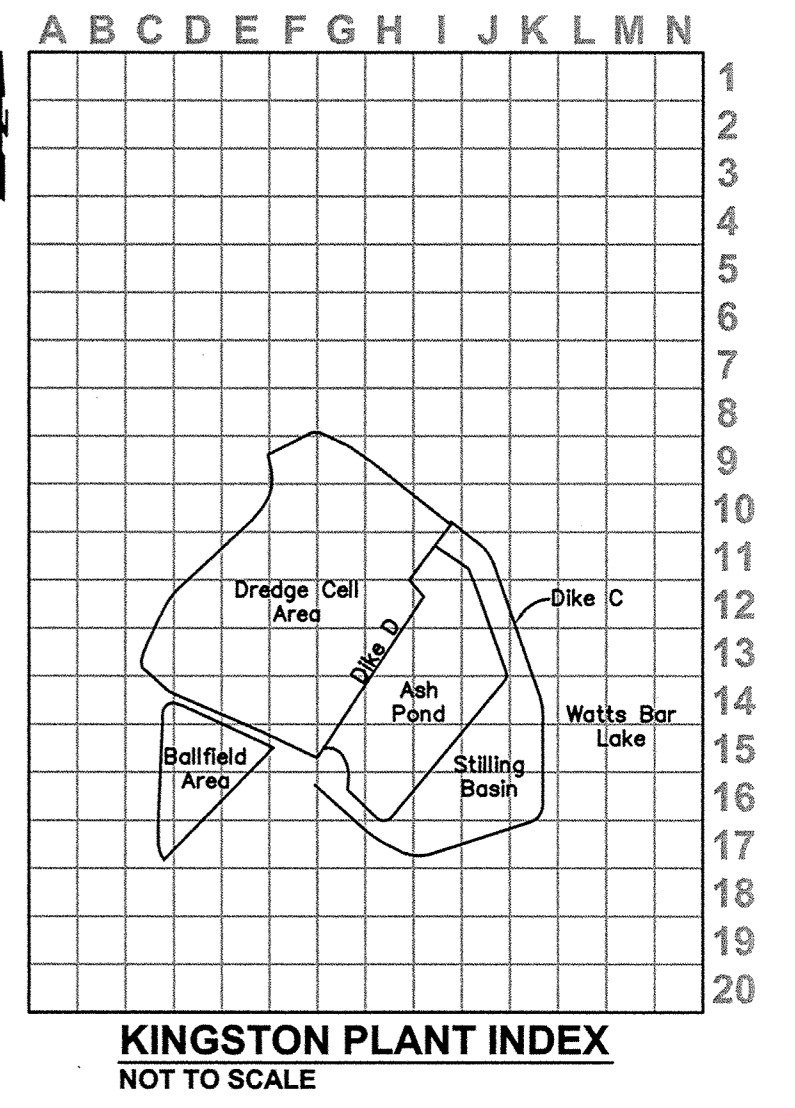 A B C D E F G H I J K L M N
1
2
3
4
5
6
7
8
9
10
11
12
13
14
15
16
17
18
19
20
Dredge Cell
Area
Dike C
Dike D
Ash
Pond
Watts Bar
Lake
Ballfield
Area
Stilling
Basin
KINGSTON PLANT INDEX
NOT TO SCALE